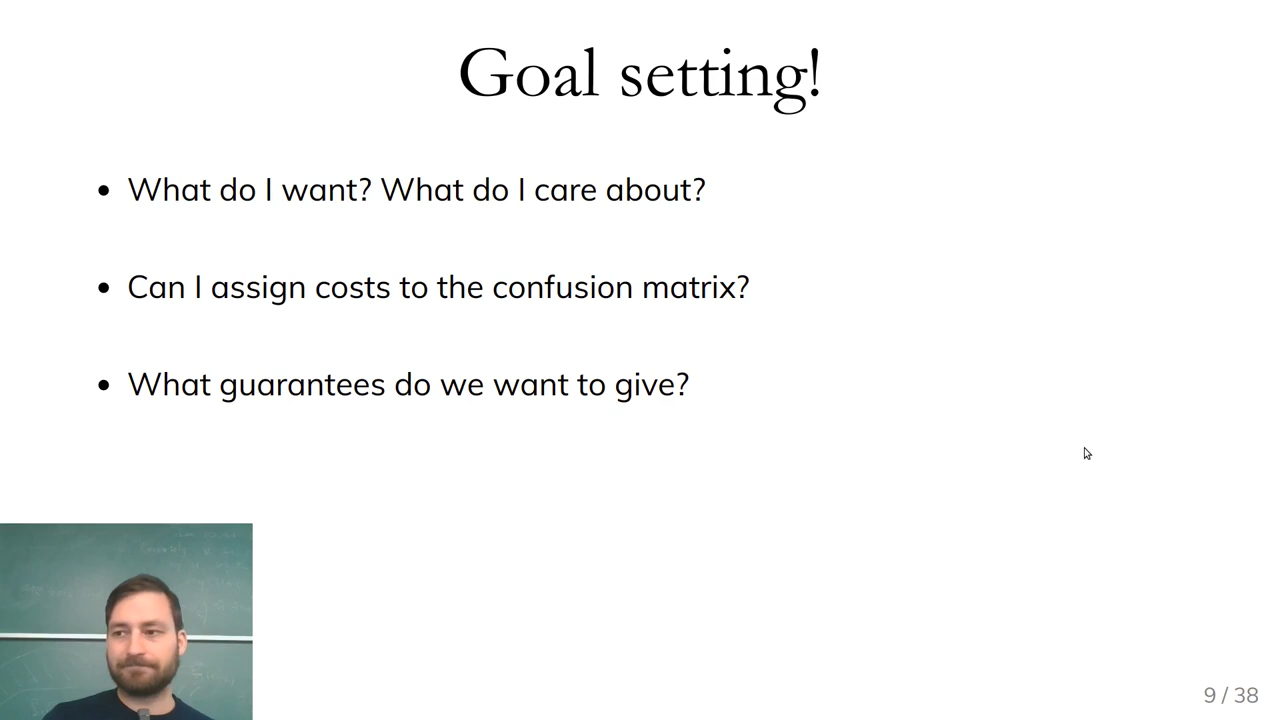 Goal setting!
• What do I want? What do I care about?
• Can I assign costs to the confusion matrix?
• What guarantees do we want to give?
9 / 38